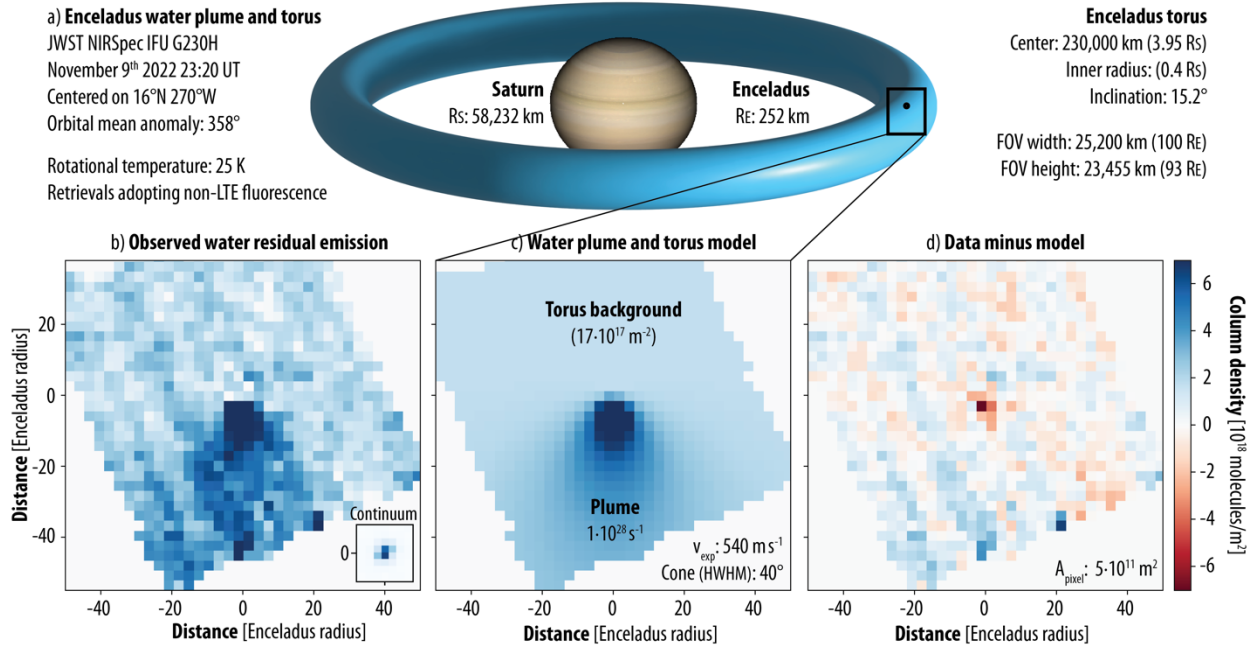 a) Enceladus water plume and torus
JWST NIRSpec IFU G230H
November 9th 2022 23:20 UT
Centered on 16°N 270°W
Orbital mean anomaly: 358°
Rotational temperature: 25 K
Retrievals adopting non-LTE fluorescence
Saturn
Rs: 58,232 km
Enceladus
RE: 252 km
Enceladus torus
Center: 230,000 km (3.95 Rs)
Inner radius: (0.4 Rs)
Inclination: 15.2°
FOV width: 25,200 km (100 RE)
FOV height: 23,455 km (93 RE)
b) Observed water residual emission
20
0
-20
-40
Distance [Enceladus radius]
Continuum
0
-40 -20 0 20 40
Distance [Enceladus radius]
c) Water plume and torus model
Torus background
(17·10¹⁷ m⁻²)
Plume
1·10²⁸ s⁻¹
vexp: 540 m s⁻¹
Cone (HWHM): 40°
-40 -20 0 20 40
Distance [Enceladus radius]
d) Data minus model
Apixel: 5·10¹¹ m²
-40 -20 0 20 40
Distance [Enceladus radius]
6
4
2
0
-2
-4
-6
Column density [10¹⁸ molecules/m²]